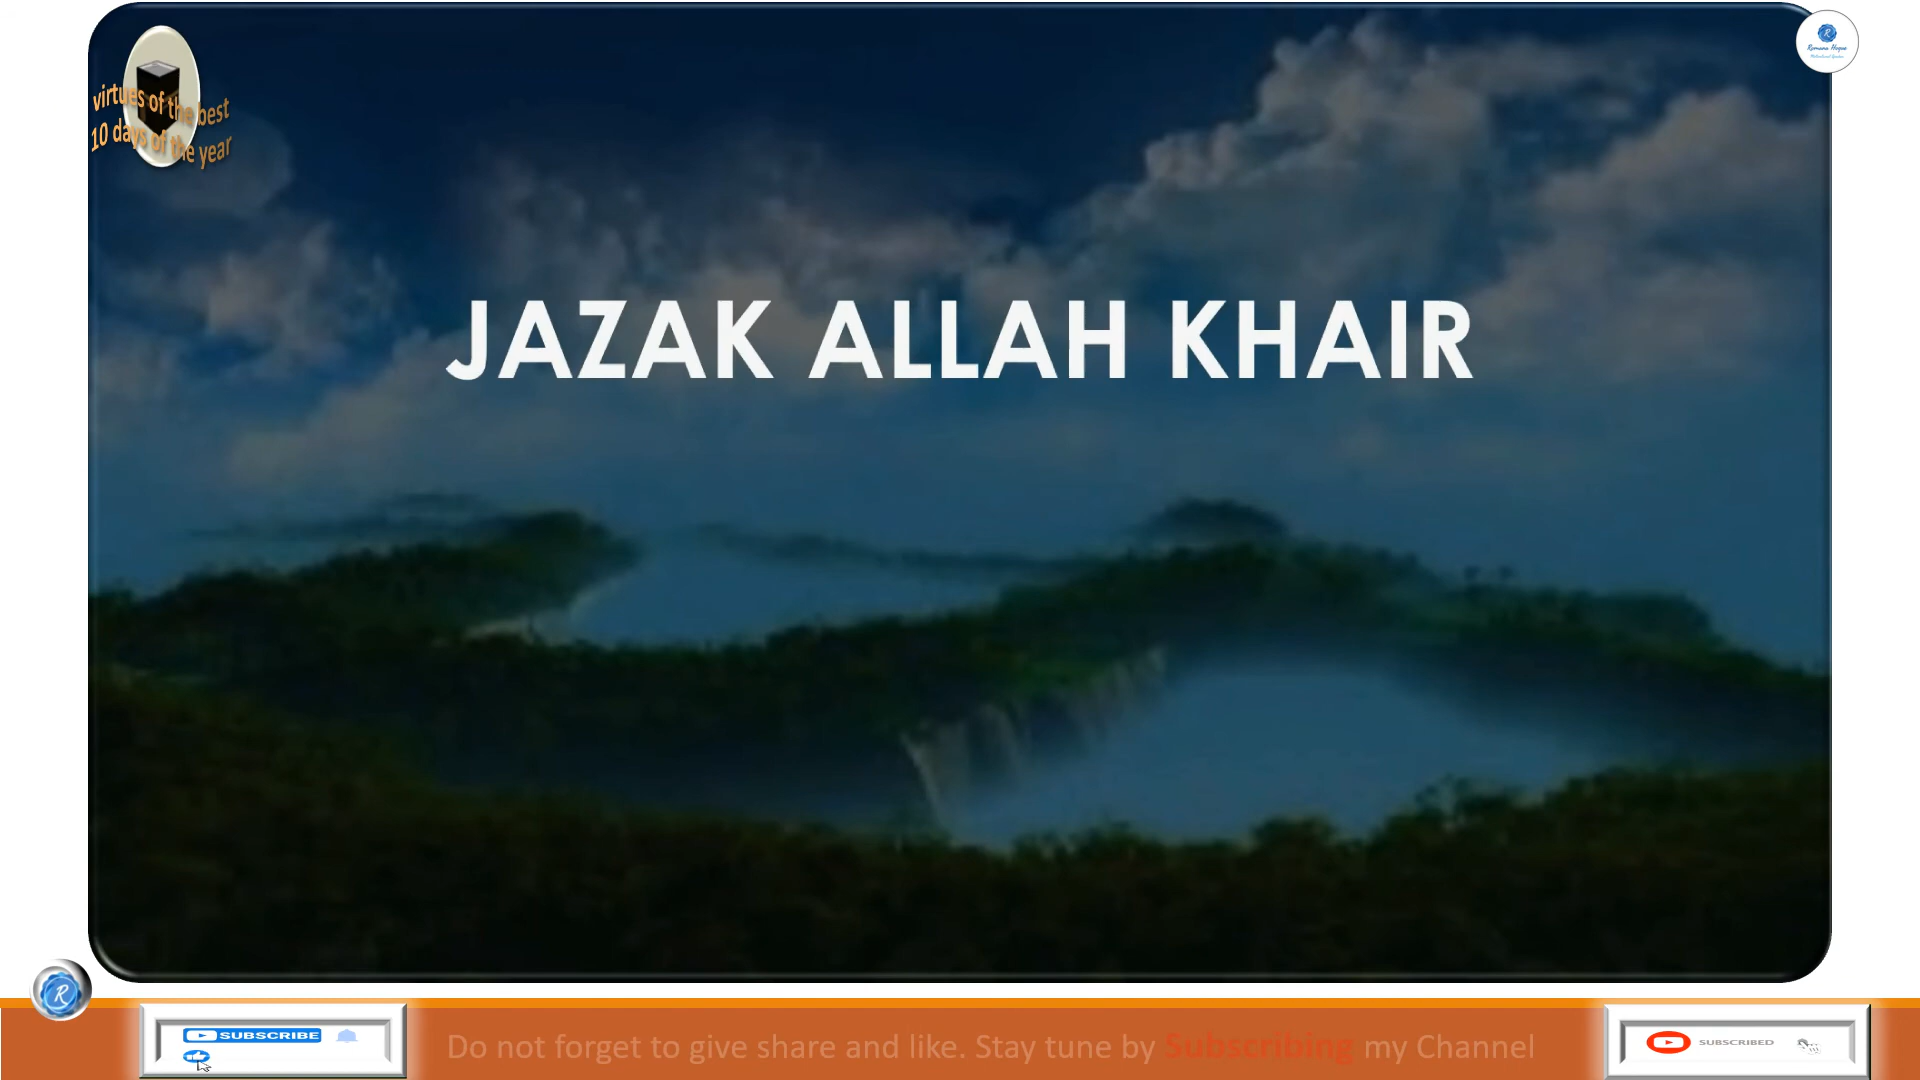 virtues of the best
10 days of the year
JAZAK ALLAH KHAIR
R
SUBSCRIBE
Do not forget to give share and like. Stay tune by Subscribing my Channel
SUBSCRIBED